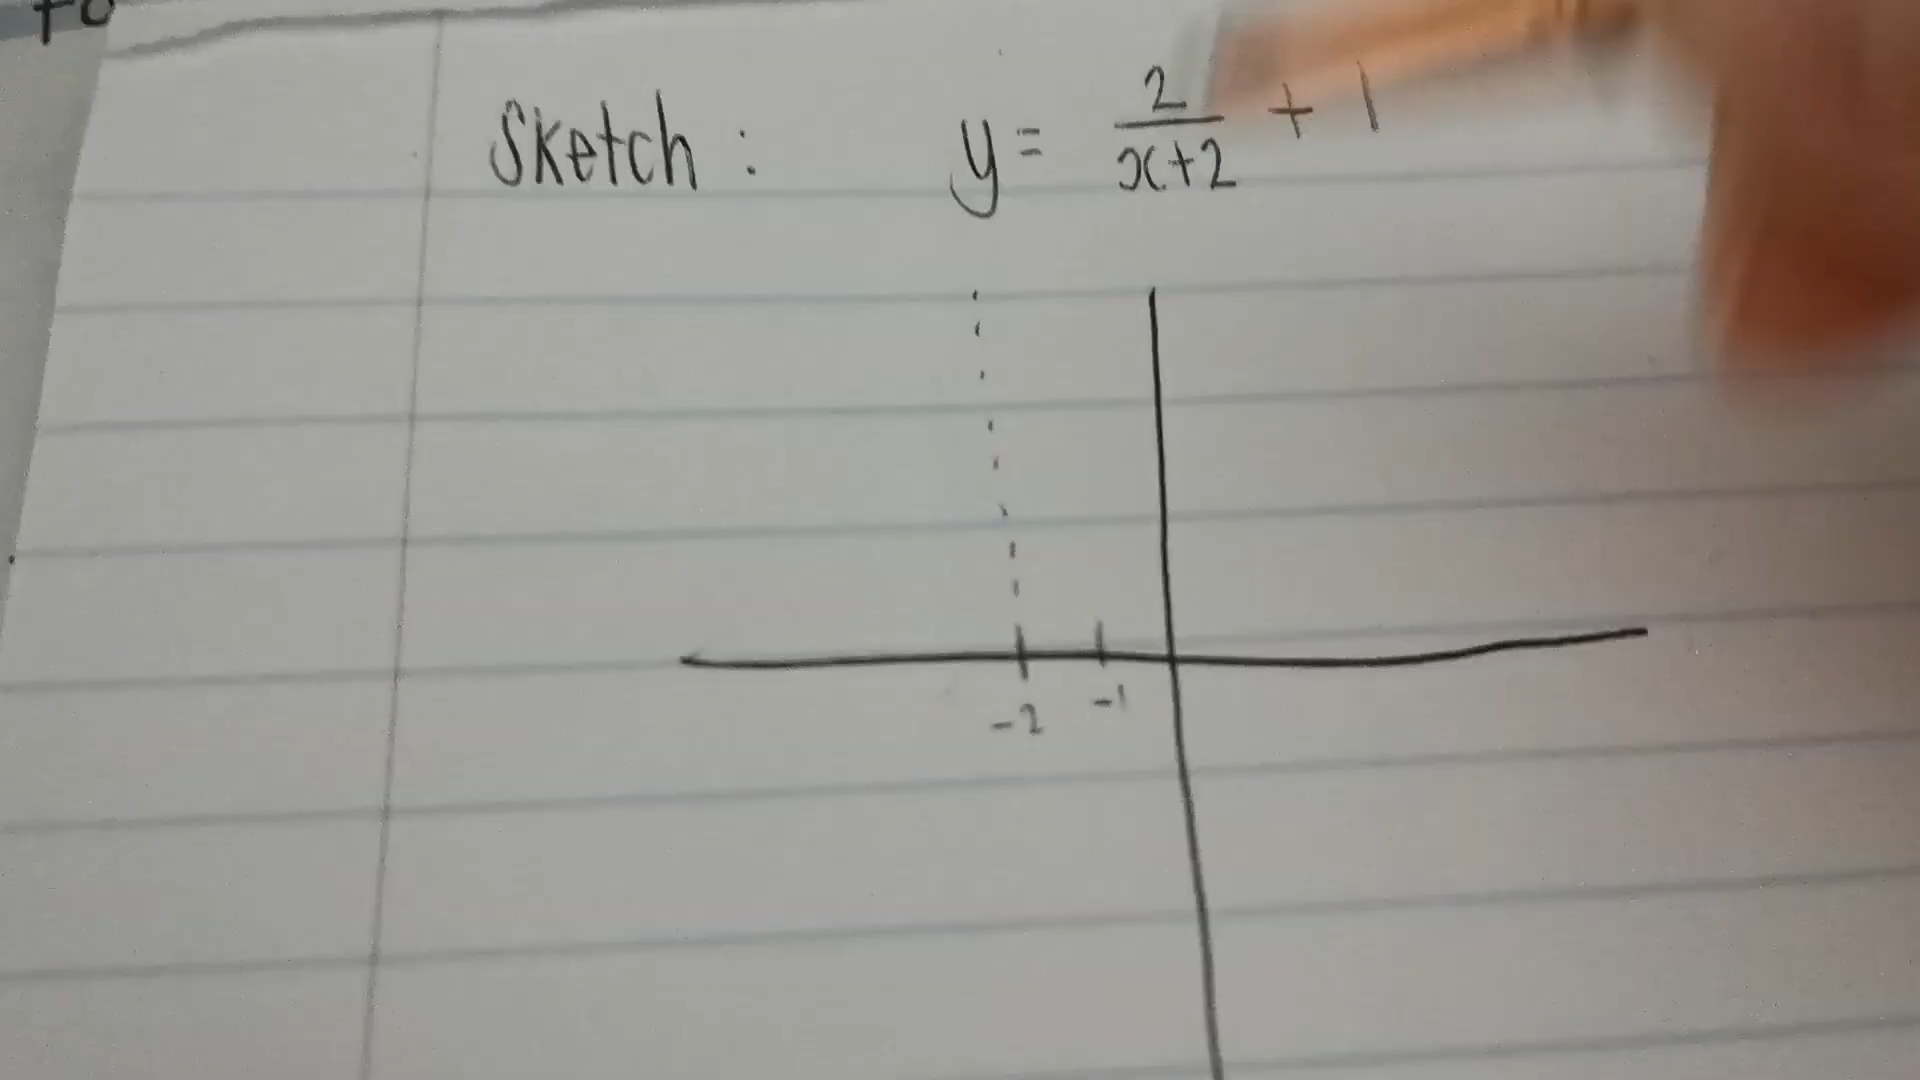 Sketch : y = 2/(x+2) + 1
-2 -1